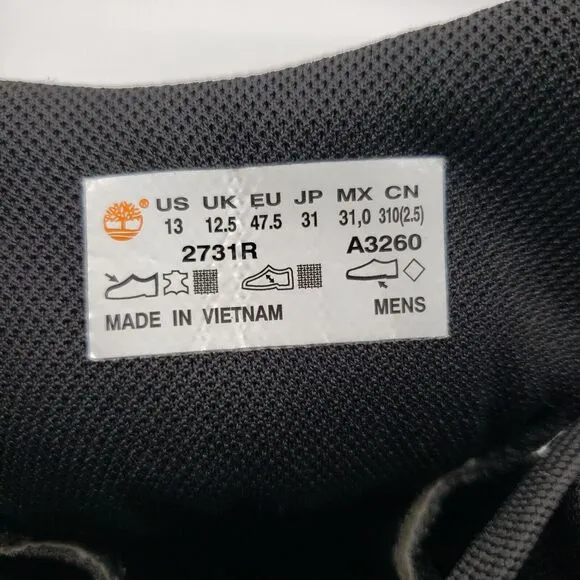 ® US UK EU JP MX CN
13 12.5 47.5 31 31,0 310(2.5)
2731R A3260
MADE IN VIETNAM MENS